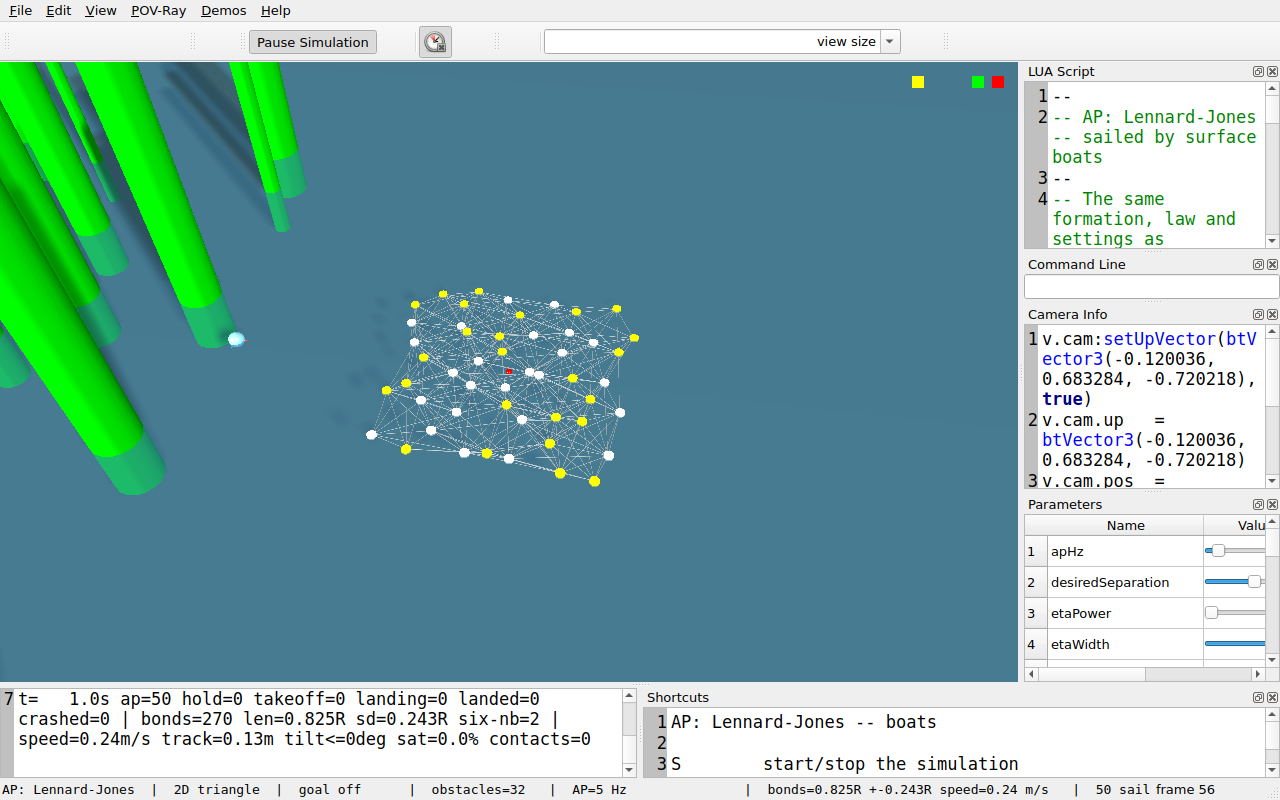 File Edit View POV-Ray Demos Help
Pause Simulation
view size
LUA Script
1 --
2 -- AP: Lennard-Jones
-- sailed by surface
boats
3 --
4 -- The same
formation, law and
settings as
Command Line
Camera Info
1 v.cam:setUpVector(btV
ector3(-0.120036,
0.683284, -0.720218),
true)
2 v.cam.up   =
btVector3(-0.120036,
0.683284, -0.720218)
3 v.cam.pos  =
Parameters
Name Valu
1 apHz
2 desiredSeparation
3 etaPower
4 etaWidth
7 t=   1.0s ap=50 hold=0 takeoff=0 landing=0 landed=0
crashed=0 | bonds=270 len=0.825R sd=0.243R six-nb=2 |
speed=0.24m/s track=0.13m tilt<=0deg sat=0.0% contacts=0
Shortcuts
1 AP: Lennard-Jones -- boats
2
3 S        start/stop the simulation
AP: Lennard-Jones | 2D triangle | goal off | obstacles=32 | AP=5 Hz | bonds=0.825R +-0.243R speed=0.24 m/s | 50 sail frame 56